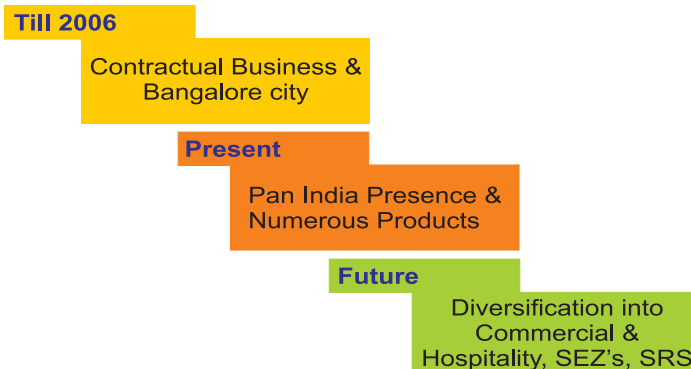 Till 2006
Contractual Business &
Bangalore city
Present
Pan India Presence &
Numerous Products
Future
Diversification into
Commercial &
Hospitality, SEZ's, SRS